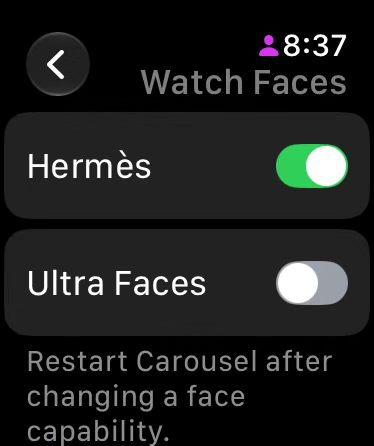 8:37
Watch Faces
Hermès
Ultra Faces
Restart Carousel after
changing a face
capability.